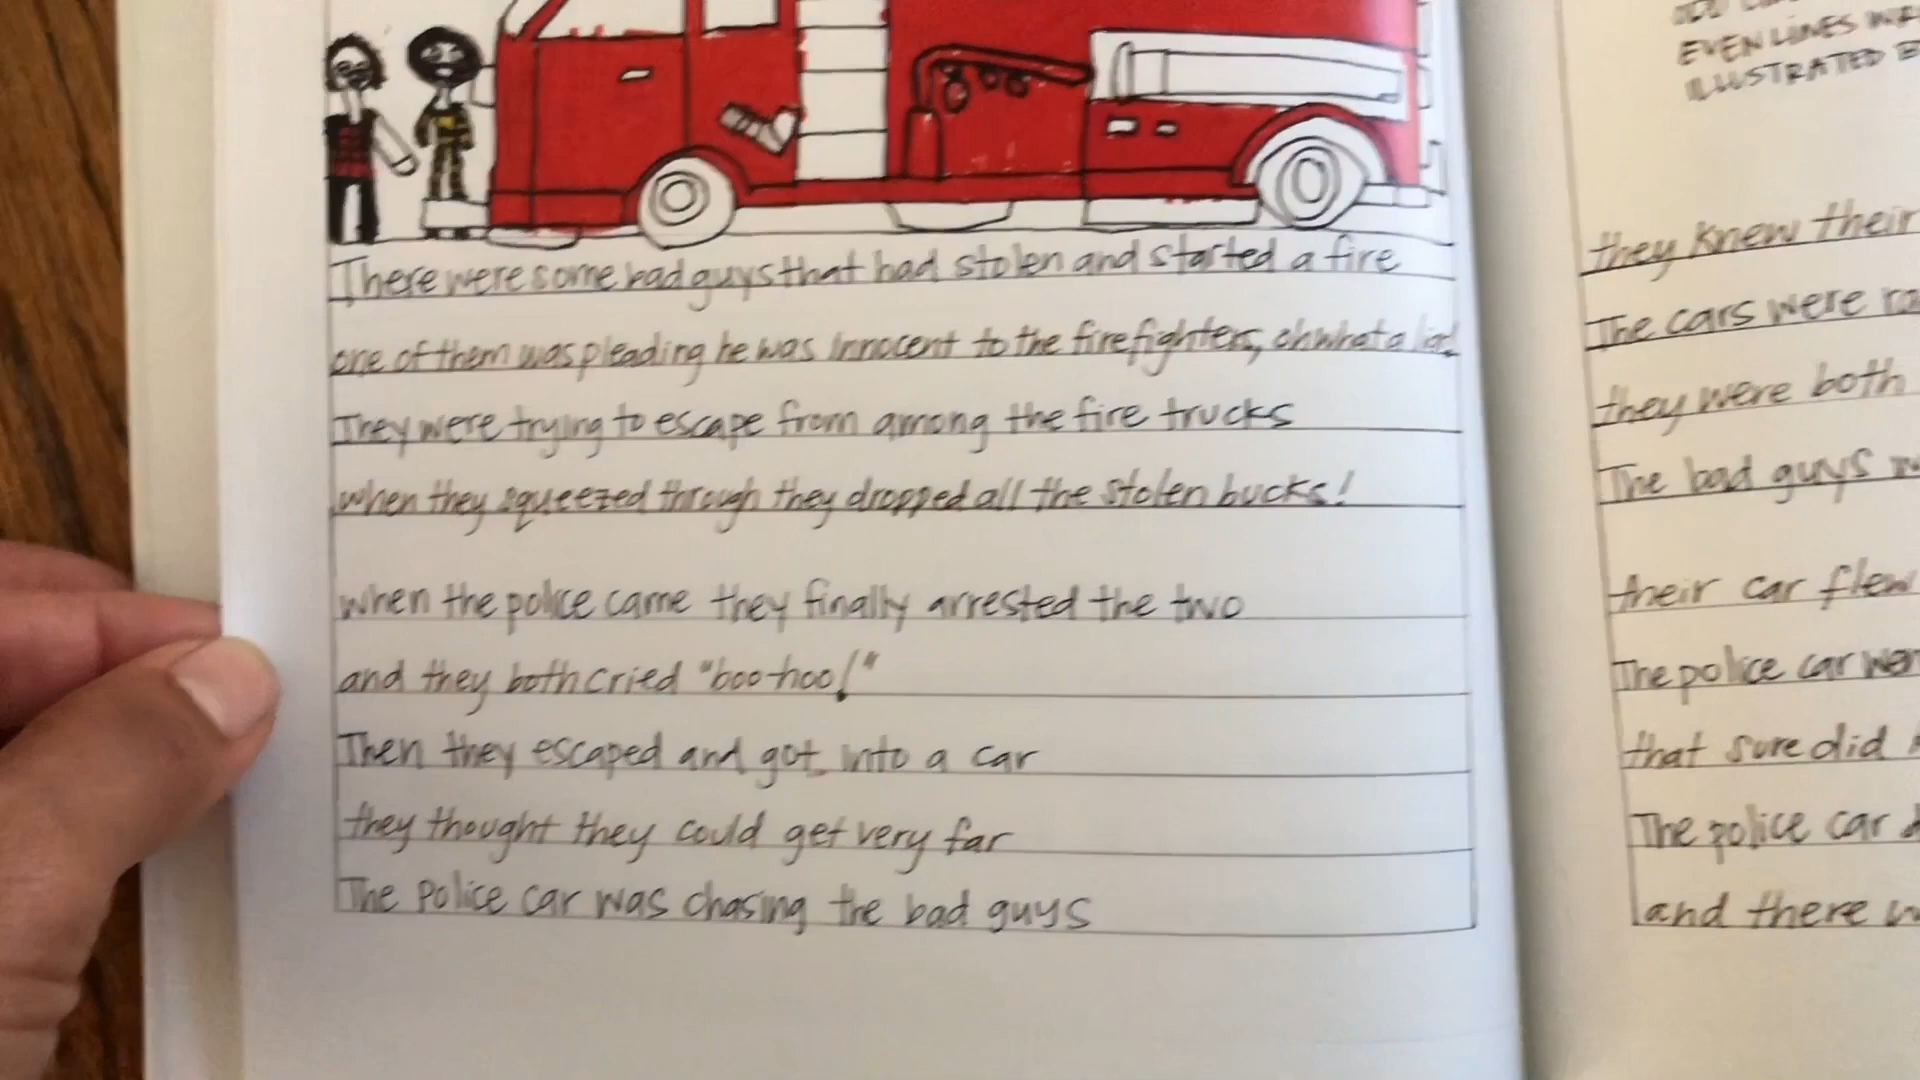 There were some bad guys that had stolen and started a fire
one of them was pleading he was innocent to the firefighters, oh what a liar!
They were trying to escape from among the fire trucks
when they squeezed through they dropped all the stolen bucks!
when the police came they finally arrested the two
and they both cried "boo-hoo!"
Then they escaped and got into a car
they thought they could get very far
The police car was chasing the bad guys
EVEN LINES
ILLUSTRATED
they knew their
The cars were
they were both
The bad guys
their car flew
The police car
that sure did
The police car
and there